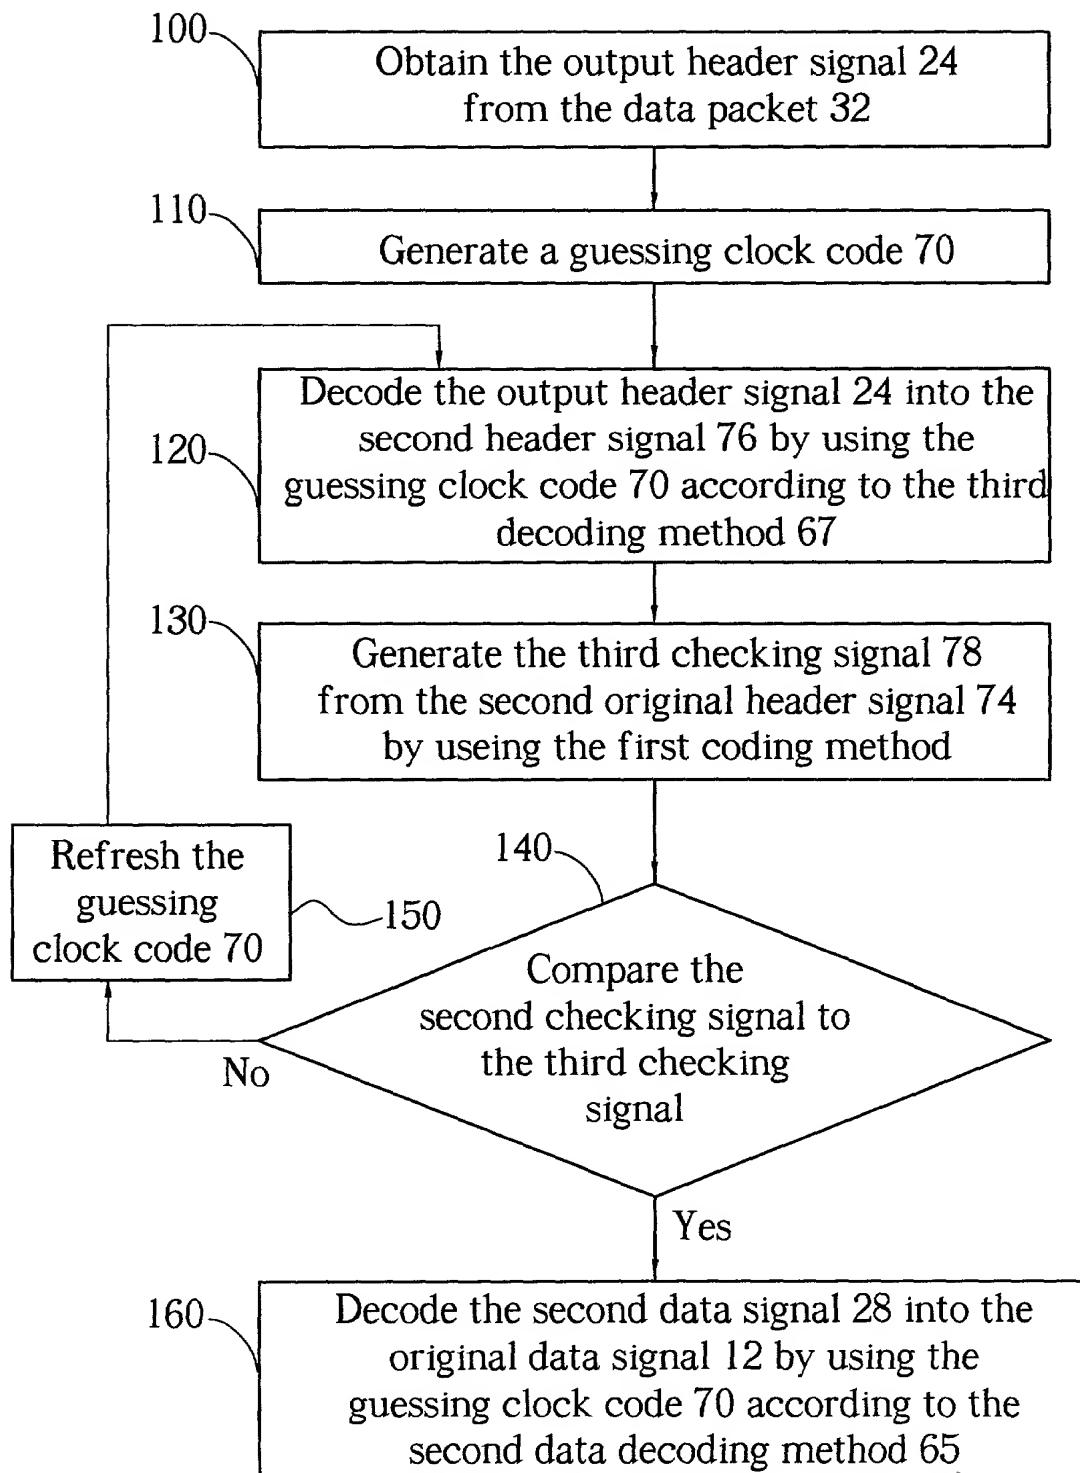 100
Obtain the output header signal 24
from the data packet 32
110
Generate a guessing clock code 70
120
Decode the output header signal 24 into the
second header signal 76 by using the
guessing clock code 70 according to the third
decoding method 67
130
Generate the third checking signal 78
from the second original header signal 74
by useing the first coding method
140
Compare the
second checking signal to
the third checking
signal
No
Refresh the
guessing
clock code 70
150
Yes
160
Decode the second data signal 28 into the
original data signal 12 by using the
guessing clock code 70 according to the
second data decoding method 65